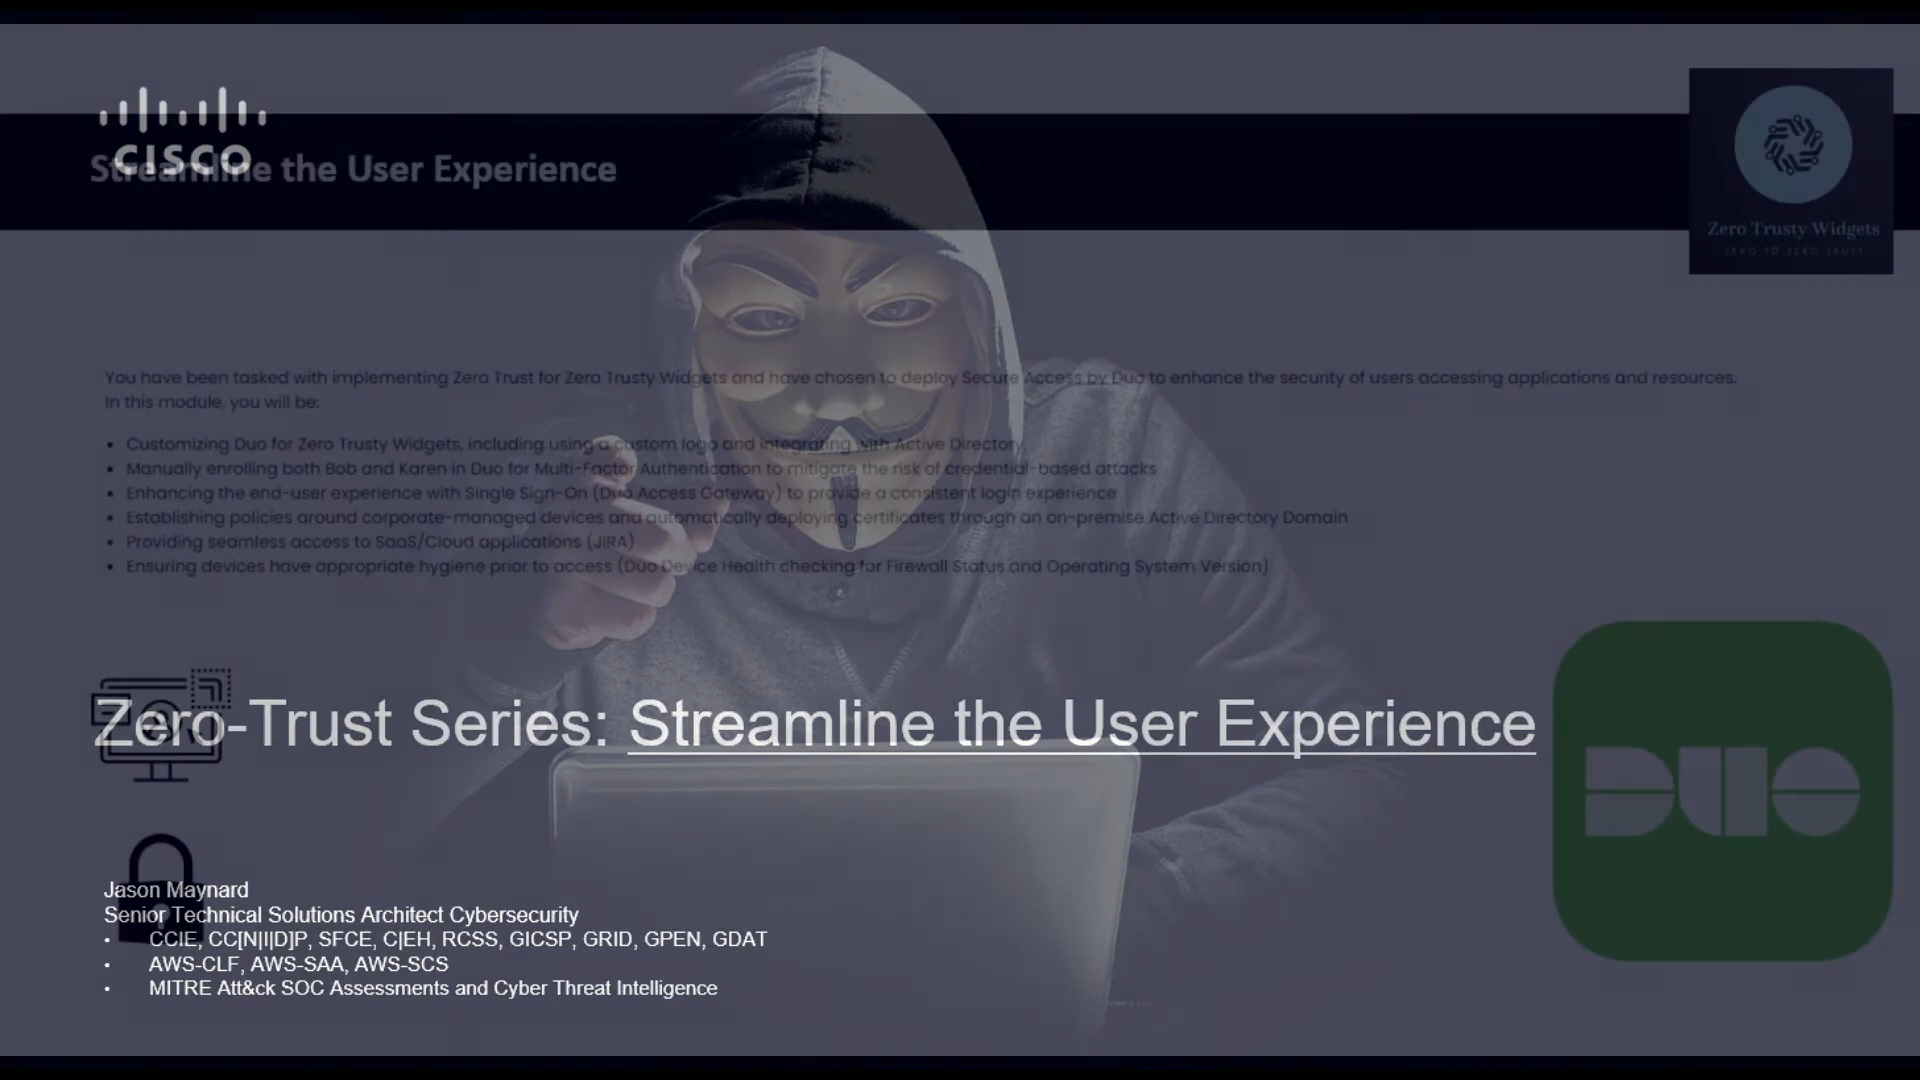 CISCO
Streamline the User Experience
Zero Trusty Widgets
ZERO TO ZERO TRUST
You have been tasked with implementing Zero Trust for Zero Trusty Widgets and have chosen to deploy Secure Access by Duo to enhance the security of users accessing applications and resources.
In this module, you will be:
• Customizing Duo for Zero Trusty Widgets, including using a custom logo and integrating with Active Directory.
• Manually enrolling both Bob and Karen in Duo for Multi-Factor Authentication to mitigate the risk of credential-based attacks
• Enhancing the end-user experience with Single Sign-On (Duo Access Gateway) to provide a consistent login experience
• Establishing policies around corporate-managed devices and automatically deploying certificates through an on-premise Active Directory Domain
• Providing seamless access to SaaS/Cloud applications (JIRA)
• Ensuring devices have appropriate hygiene prior to access (Duo Device Health checking for Firewall Status and Operating System Version)
Zero-Trust Series: Streamline the User Experience
DUO
Jason Maynard
Senior Technical Solutions Architect Cybersecurity
• CCIE, CC[N|I|D]P, SFCE, C|EH, RCSS, GICSP, GRID, GPEN, GDAT
• AWS-CLF, AWS-SAA, AWS-SCS
• MITRE Att&ck SOC Assessments and Cyber Threat Intelligence